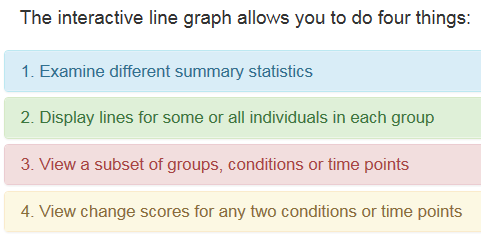 The interactive line graph allows you to do four things:
1. Examine different summary statistics
2. Display lines for some or all individuals in each group
3. View a subset of groups, conditions or time points
4. View change scores for any two conditions or time points